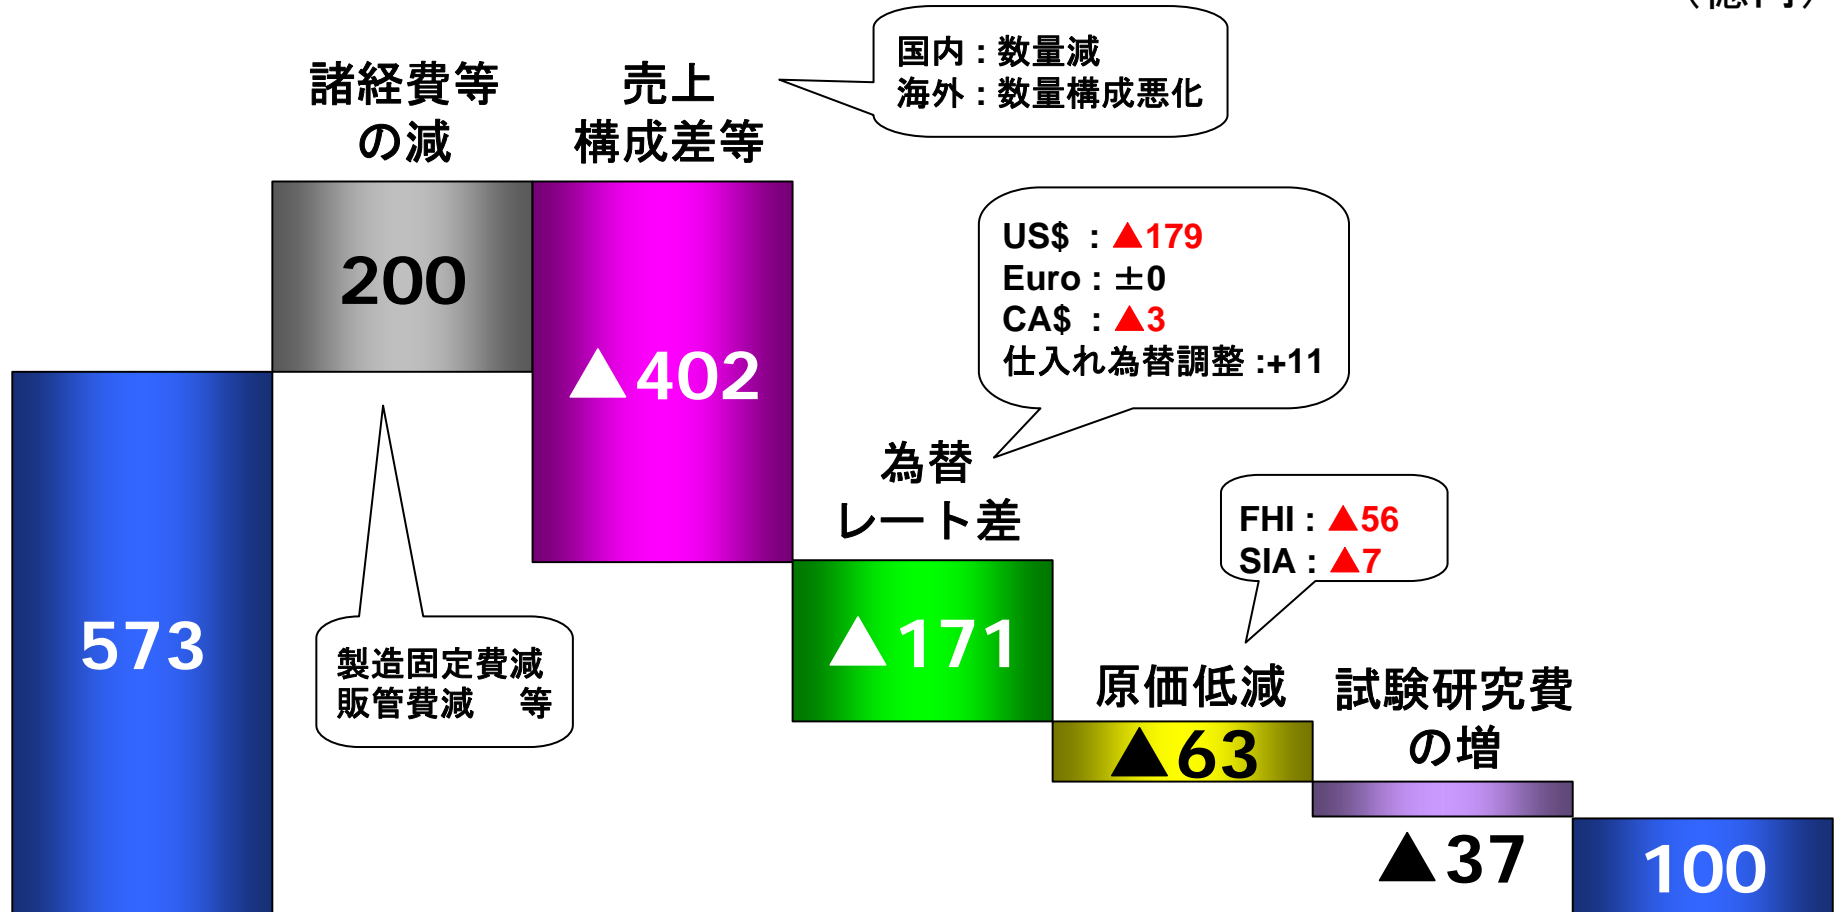 諸経費等
の減
売上
構成差等
国内：数量減
海外：数量構成悪化
200
▲402
US$ : ▲179
Euro : ±0
CA$ : ▲3
仕入れ為替調整 :+11
為替
レート差
573
製造固定費減
販管費減　等
▲171
FHI : ▲56
SIA : ▲7
原価低減
▲63
試験研究費
の増
▲37
100